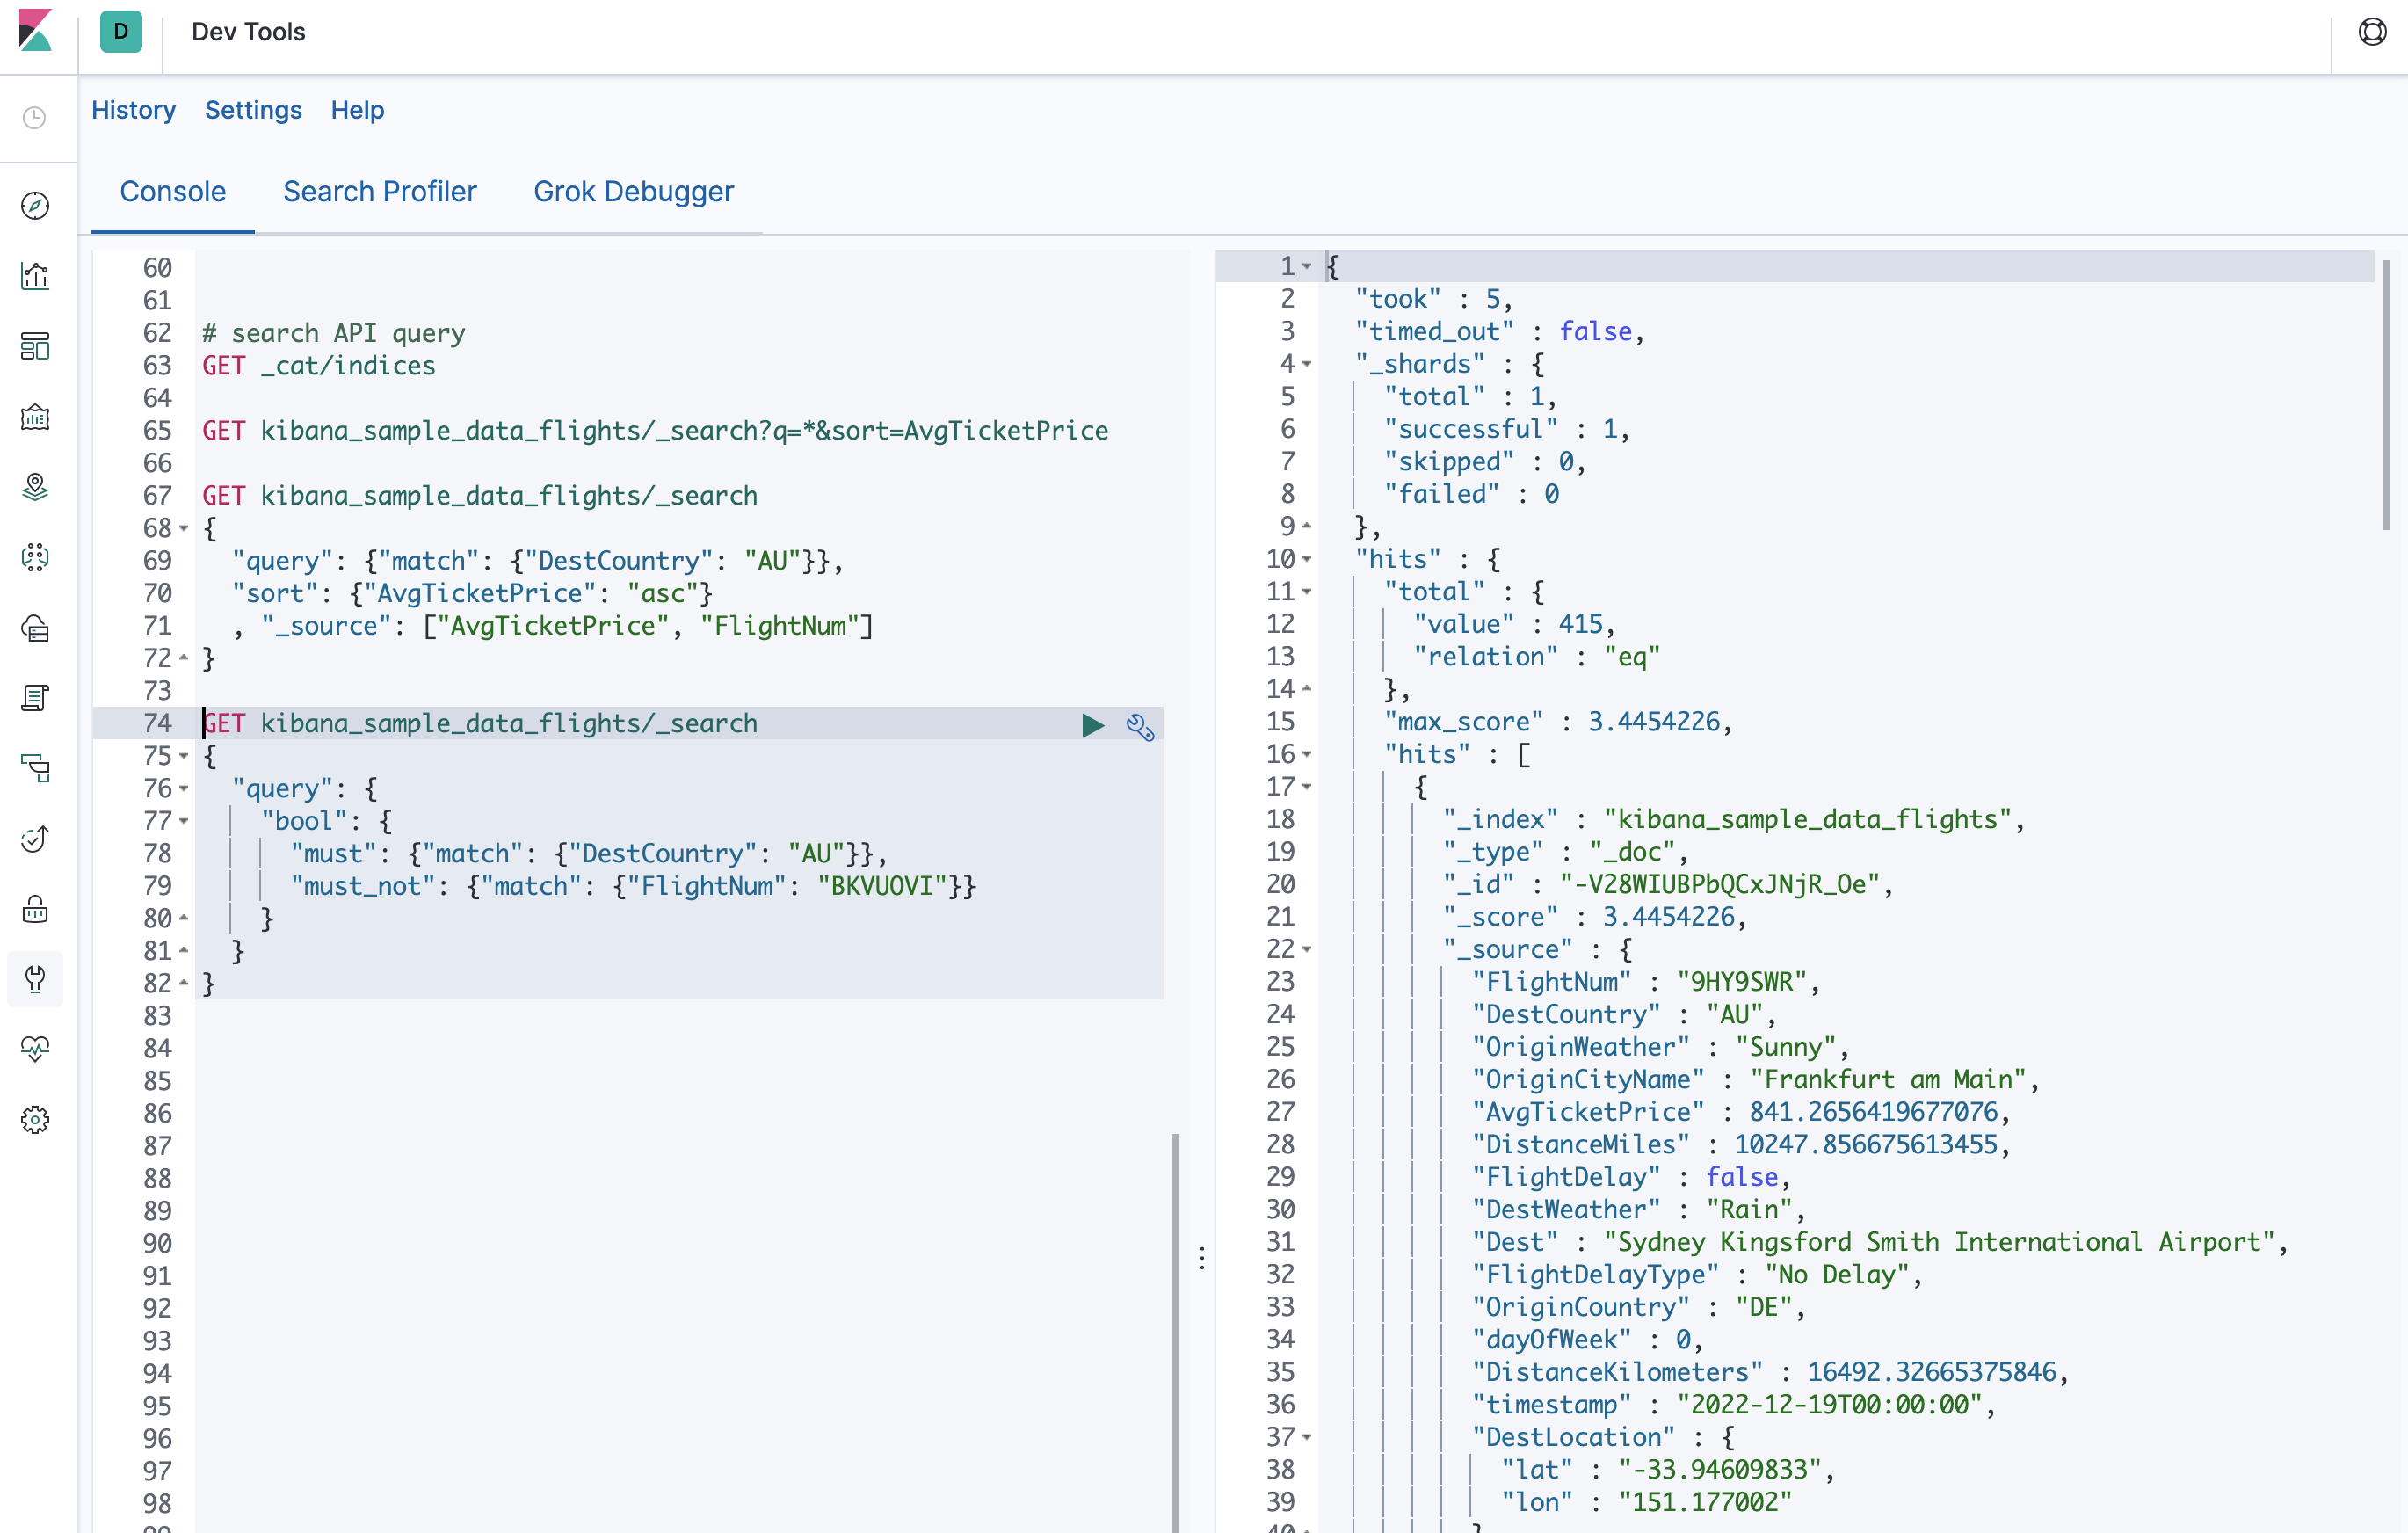 D
Dev Tools
History Settings Help
Console Search Profiler Grok Debugger
60
61
62 # search API query
63 GET _cat/indices
64
65 GET kibana_sample_data_flights/_search?q=*&sort=AvgTicketPrice
66
67 GET kibana_sample_data_flights/_search
68 {
69 "query": {"match": {"DestCountry": "AU"}},
70 "sort": {"AvgTicketPrice": "asc"}
71 , "_source": ["AvgTicketPrice", "FlightNum"]
72 }
73
74 GET kibana_sample_data_flights/_search
75 {
76 "query": {
77 "bool": {
78 "must": {"match": {"DestCountry": "AU"}},
79 "must_not": {"match": {"FlightNum": "BKVUOVI"}}
80 }
81 }
82 }
83
84
85
86
87
88
89
90
91
92
93
94
95
96
97
98
99
1 {
2 "took" : 5,
3 "timed_out" : false,
4 "_shards" : {
5 "total" : 1,
6 "successful" : 1,
7 "skipped" : 0,
8 "failed" : 0
9 },
10 "hits" : {
11 "total" : {
12 "value" : 415,
13 "relation" : "eq"
14 },
15 "max_score" : 3.4454226,
16 "hits" : [
17 {
18 "_index" : "kibana_sample_data_flights",
19 "_type" : "_doc",
20 "_id" : "-V28WIUBPbQCxJNjR_Oe",
21 "_score" : 3.4454226,
22 "_source" : {
23 "FlightNum" : "9HY9SWR",
24 "DestCountry" : "AU",
25 "OriginWeather" : "Sunny",
26 "OriginCityName" : "Frankfurt am Main",
27 "AvgTicketPrice" : 841.2656419677076,
28 "DistanceMiles" : 10247.856675613455,
29 "FlightDelay" : false,
30 "DestWeather" : "Rain",
31 "Dest" : "Sydney Kingsford Smith International Airport",
32 "FlightDelayType" : "No Delay",
33 "OriginCountry" : "DE",
34 "dayOfWeek" : 0,
35 "DistanceKilometers" : 16492.32665375846,
36 "timestamp" : "2022-12-19T00:00:00",
37 "DestLocation" : {
38 "lat" : "-33.94609833",
39 "lon" : "151.177002"
40 }